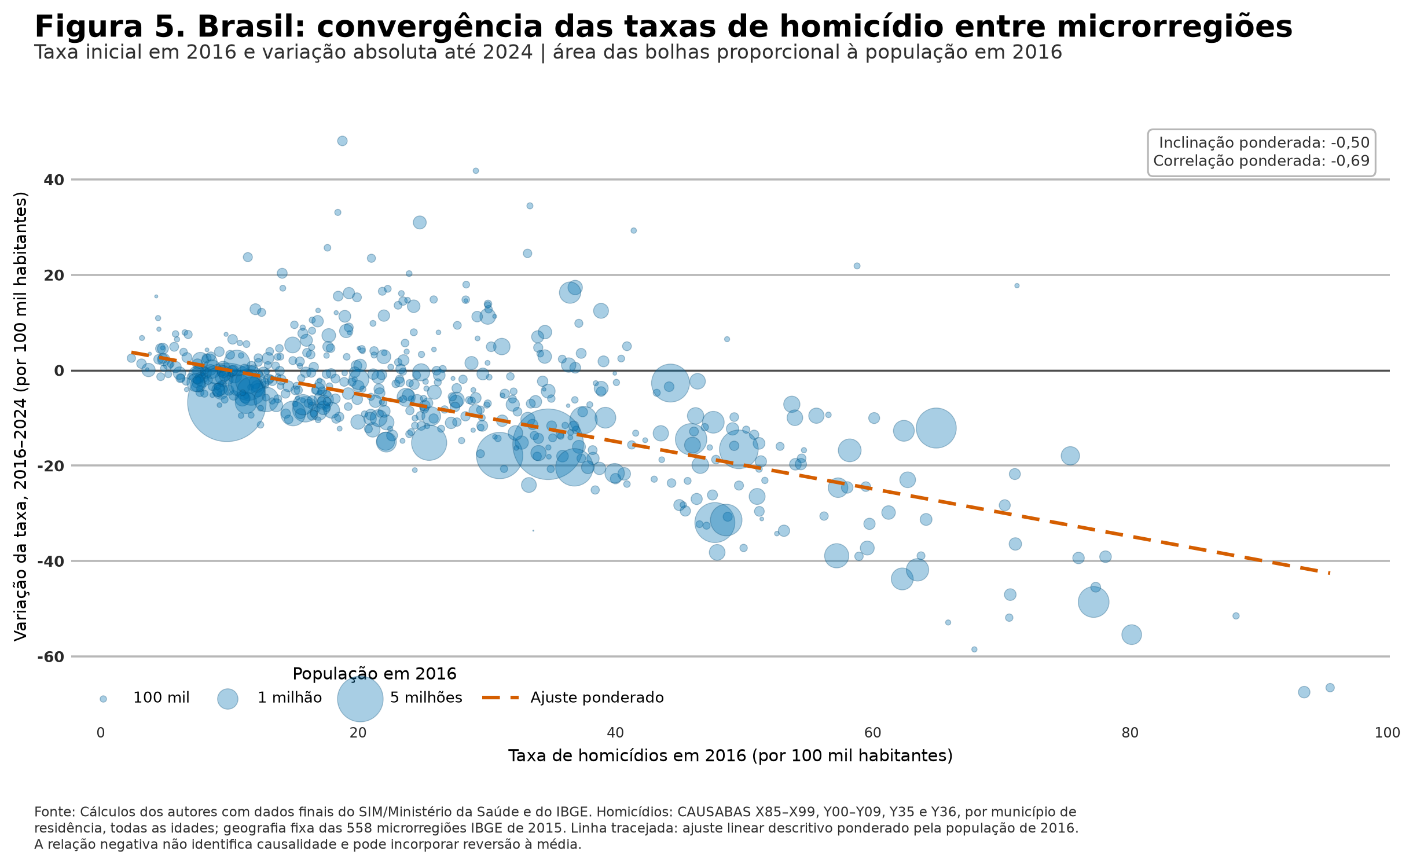 Figura 5. Brasil: convergência das taxas de homicídio entre microrregiões
Taxa inicial em 2016 e variação absoluta até 2024 | área das bolhas proporcional à população em 2016
Inclinação ponderada: -0,50
Correlação ponderada: -0,69
Variação da taxa, 2016–2024 (por 100 mil habitantes)
40
20
0
-20
-40
-60
População em 2016
100 mil
1 milhão
5 milhões
Ajuste ponderado
0
20
40
60
80
100
Taxa de homicídios em 2016 (por 100 mil habitantes)
Fonte: Cálculos dos autores com dados finais do SIM/Ministério da Saúde e do IBGE. Homicídios: CAUSABAS X85–X99, Y00–Y09, Y35 e Y36, por município de
residência, todas as idades; geografia fixa das 558 microrregiões IBGE de 2015. Linha tracejada: ajuste linear descritivo ponderado pela população de 2016.
A relação negativa não identifica causalidade e pode incorporar reversão à média.